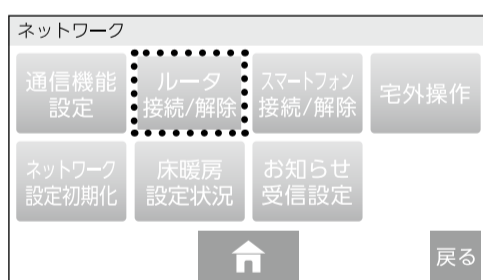 ネットワーク
通信機能
設定
ルータ
接続/解除
スマートフォン
接続/解除
宅外操作
ネットワーク
設定初期化
床暖房
設定状況
お知らせ
受信設定
戻る